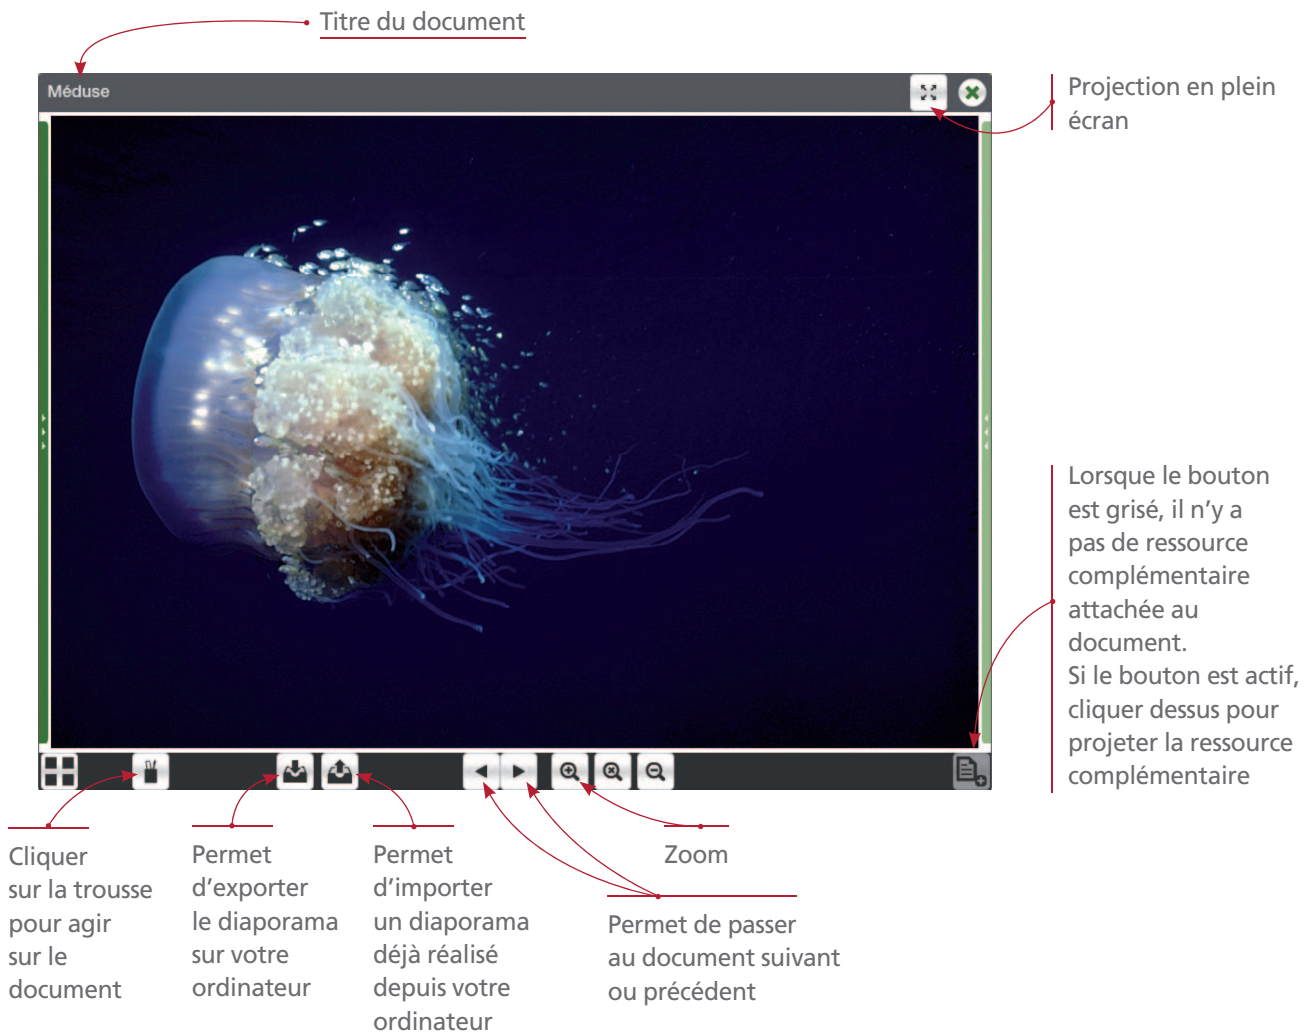 Titre du document
Méduse
Projection en plein
écran
Lorsque le bouton
est grisé, il n’y a
pas de ressource
complémentaire
attachée au
document.
Si le bouton est actif,
cliquer dessus pour
projeter la ressource
complémentaire
Cliquer
sur la trousse
pour agir
sur le
document
Permet
d’exporter
le diaporama
sur votre
ordinateur
Permet
d’importer
un diaporama
déjà réalisé
depuis votre
ordinateur
Zoom
Permet de passer
au document suivant
ou précédent